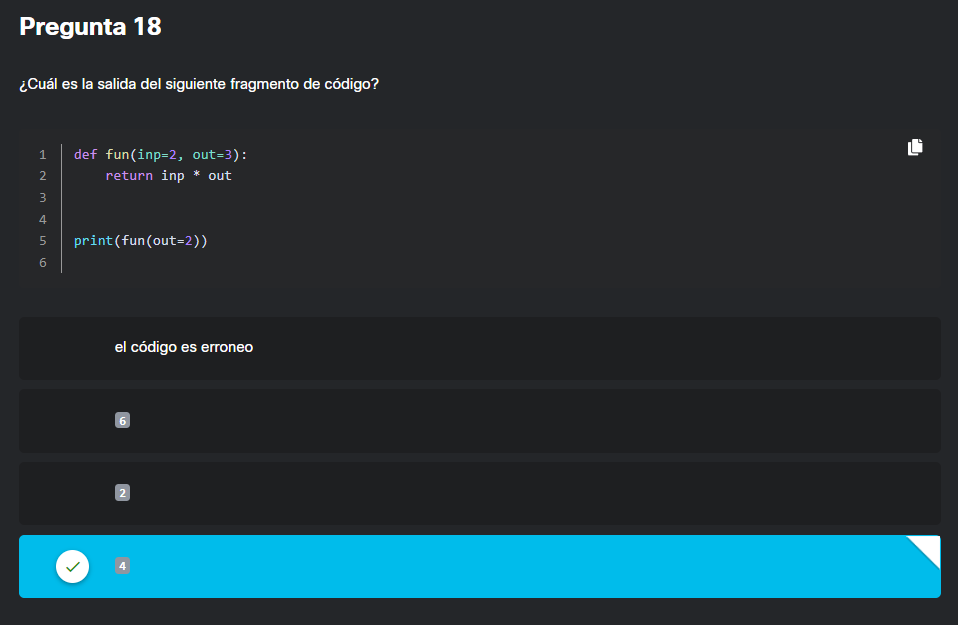 Pregunta 18
¿Cuál es la salida del siguiente fragmento de código?
1 def fun(inp=2, out=3):
2     return inp * out
3
4
5 print(fun(out=2))
6
el código es erroneo
6
2
4